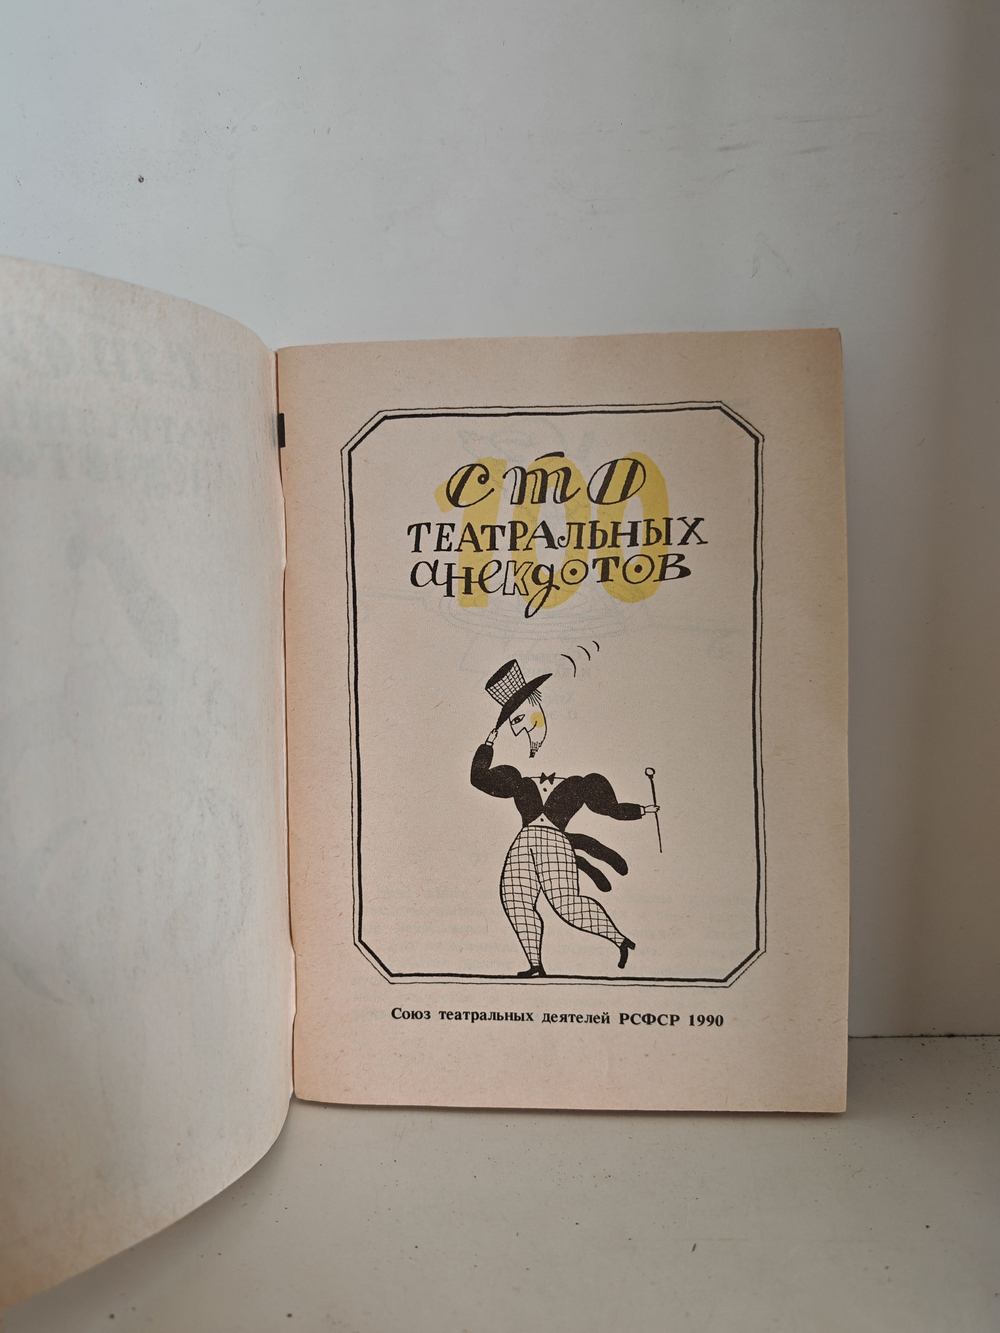 100
сто
ТЕАТРАЛЬНЫХ
анекдотов
Союз театральных деятелей РСФСР 1990